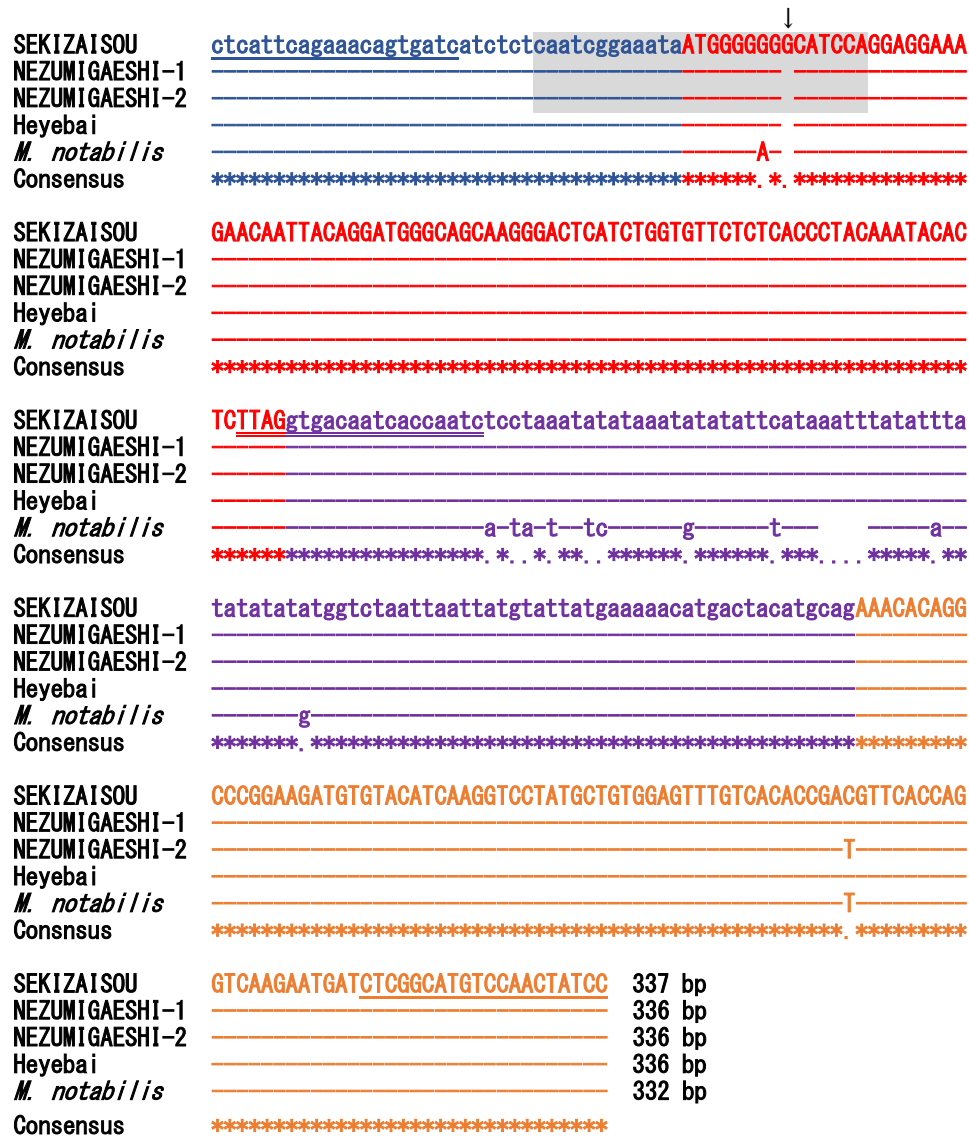 ↓
SEKIZAISOU ctcattcagaaacagtgatcatctctcaatcggaaataATGGGGGGGCATCCAGGAGGAAA
NEZUMIGAESHI-1 ---------------------------------------------- --------------
NEZUMIGAESHI-2 ---------------------------------------------- --------------
Heyebai ---------------------------------------------- --------------
M. notabilis --------------------------------------------A- --------------
Consensus ********************************************.*.**************
SEKIZAISOU GAACAATTACAGGATGGGCAGCAAGGGACTCATCTGGTGTTCTCTCACCCTACAAATACAC
NEZUMIGAESHI-1 -------------------------------------------------------------
NEZUMIGAESHI-2 -------------------------------------------------------------
Heyebai -------------------------------------------------------------
M. notabilis -------------------------------------------------------------
Consensus *************************************************************
SEKIZAISOU TCTTAGgtgacaatcaccaatctcctaaatatataaatatatattcataaatttatattta
NEZUMIGAESHI-1 -------------------------------------------------------------
NEZUMIGAESHI-2 -------------------------------------------------------------
Heyebai -------------------------------------------------------------
M. notabilis ----------------------a-ta-t--tc------g------t---    -----a--
Consensus **********************.*..*.**..******.******.***....*****.**
SEKIZAISOU tatatatatggtctaattaattatgtattatgaaaaacatgactacatgcagAAACACAGG
NEZUMIGAESHI-1 -------------------------------------------------------------
NEZUMIGAESHI-2 -------------------------------------------------------------
Heyebai -------------------------------------------------------------
M. notabilis -------g-----------------------------------------------------
Consensus *******.*****************************************************
SEKIZAISOU CCCGGAAGATGTGTACATCAAGGTCCTATGCTGTGGAGTTTGTCACACCGACGTTCACCAG
NEZUMIGAESHI-1 -------------------------------------------------------------
NEZUMIGAESHI-2 ---------------------------------------------------T---------
Heyebai -------------------------------------------------------------
M. notabilis ---------------------------------------------------T---------
Consnsus ***************************************************.*********
SEKIZAISOU GTCAAGAATGATCTCGGCATGTCCAACTATCC 337 bp
NEZUMIGAESHI-1 -------------------------------- 336 bp
NEZUMIGAESHI-2 -------------------------------- 336 bp
Heyebai -------------------------------- 336 bp
M. notabilis -------------------------------- 332 bp
Consensus ********************************